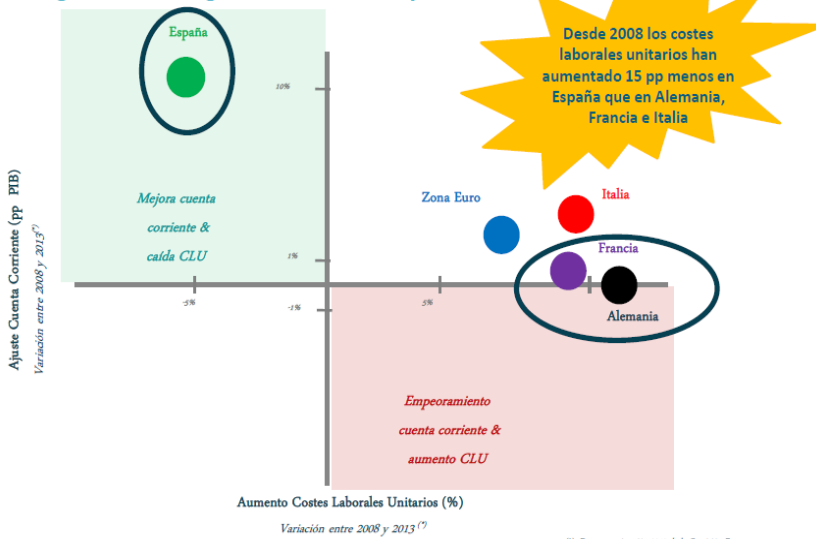 España
Desde 2008 los costes
laborales unitarios han
aumentado 15 pp menos en
España que en Alemania,
Francia e Italia
10%
Mejora cuenta
corriente &
caída CLU
Zona Euro
Italia
Francia
1%
-5%
5%
-1%
Alemania
Ajuste Cuenta Corriente (pp PIB)
Variación entre 2008 y 2013(*)
Empeoramiento
cuenta corriente &
aumento CLU
Aumento Costes Laborales Unitarios (%)
Variación entre 2008 y 2013 (*)